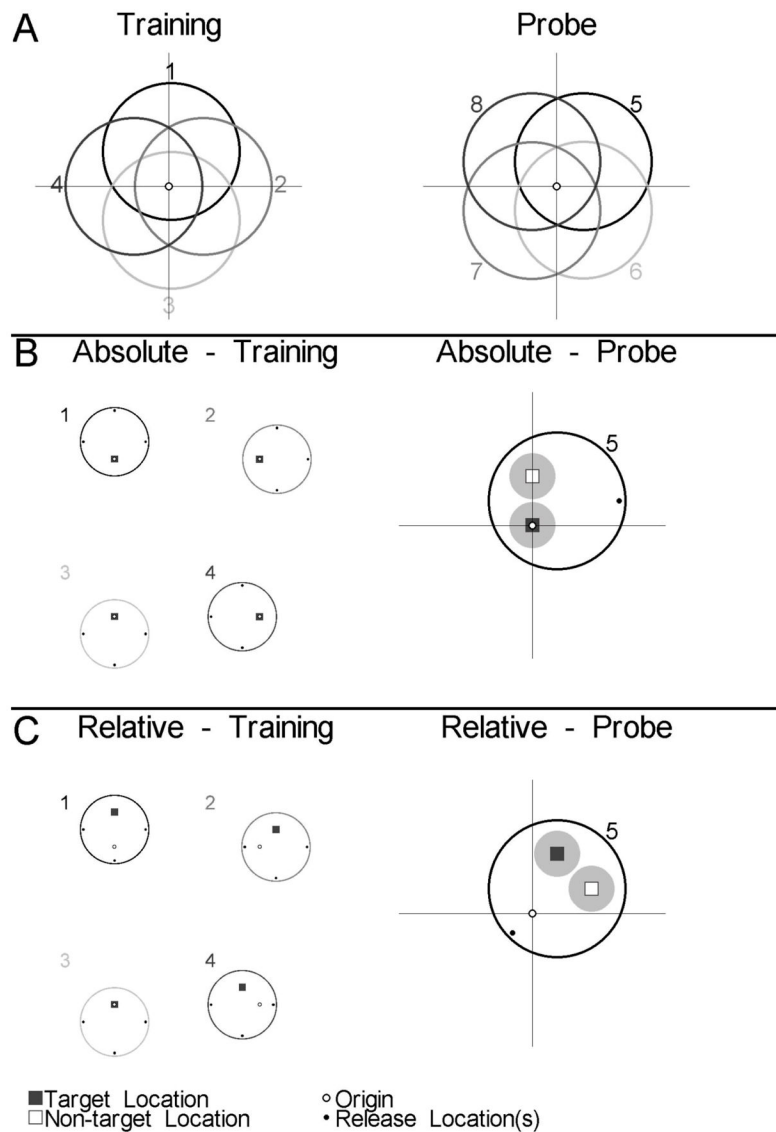 A
Training
Probe
1
8
5
4
2
3
7
6
B
Absolute - Training
Absolute - Probe
1
2
5
3
4
C
Relative - Training
Relative - Probe
1
2
5
3
4
Target Location
Origin
Non-target Location
Release Location(s)